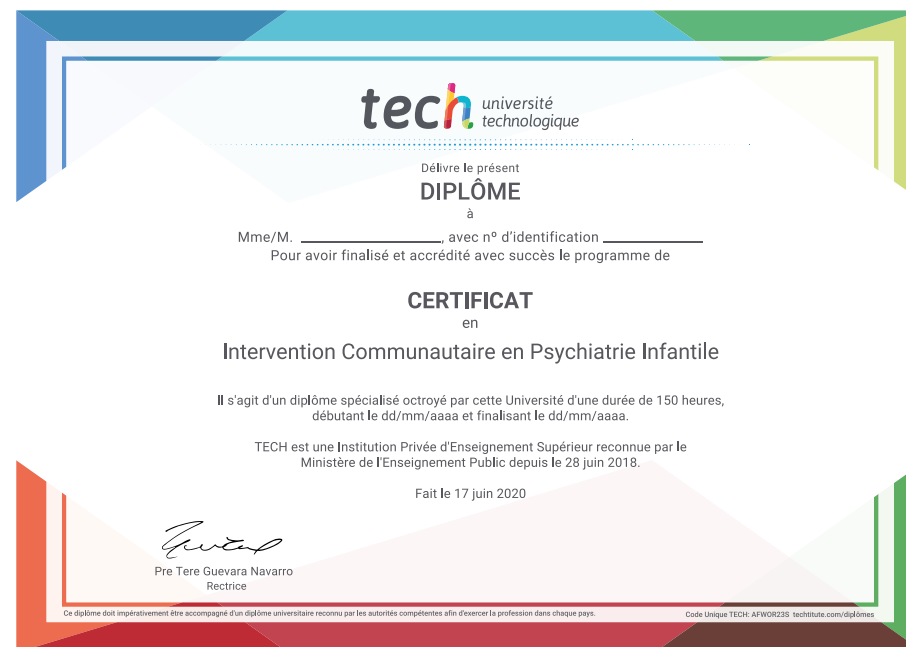 tech université
technologique
Délivre le présent
DIPLÔME
à
Mme/M. ____________________, avec nº d'identification ______________
Pour avoir finalisé et accrédité avec succès le programme de
CERTIFICAT
en
Intervention Communautaire en Psychiatrie Infantile
Il s'agit d'un diplôme spécialisé octroyé par cette Université d'une durée de 150 heures,
débutant le dd/mm/aaaa et finalisant le dd/mm/aaaa.
TECH est une Institution Privée d'Enseignement Supérieur reconnue par le
Ministère de l'Enseignement Public depuis le 28 juin 2018.
Fait le 17 juin 2020
Pre Tere Guevara Navarro
Rectrice
Ce diplôme doit impérativement être accompagné d'un diplôme universitaire reconnu par les autorités compétentes afin d'exercer la profession dans chaque pays.
Code Unique TECH: AFWOR23S techtitute.com/diplômes